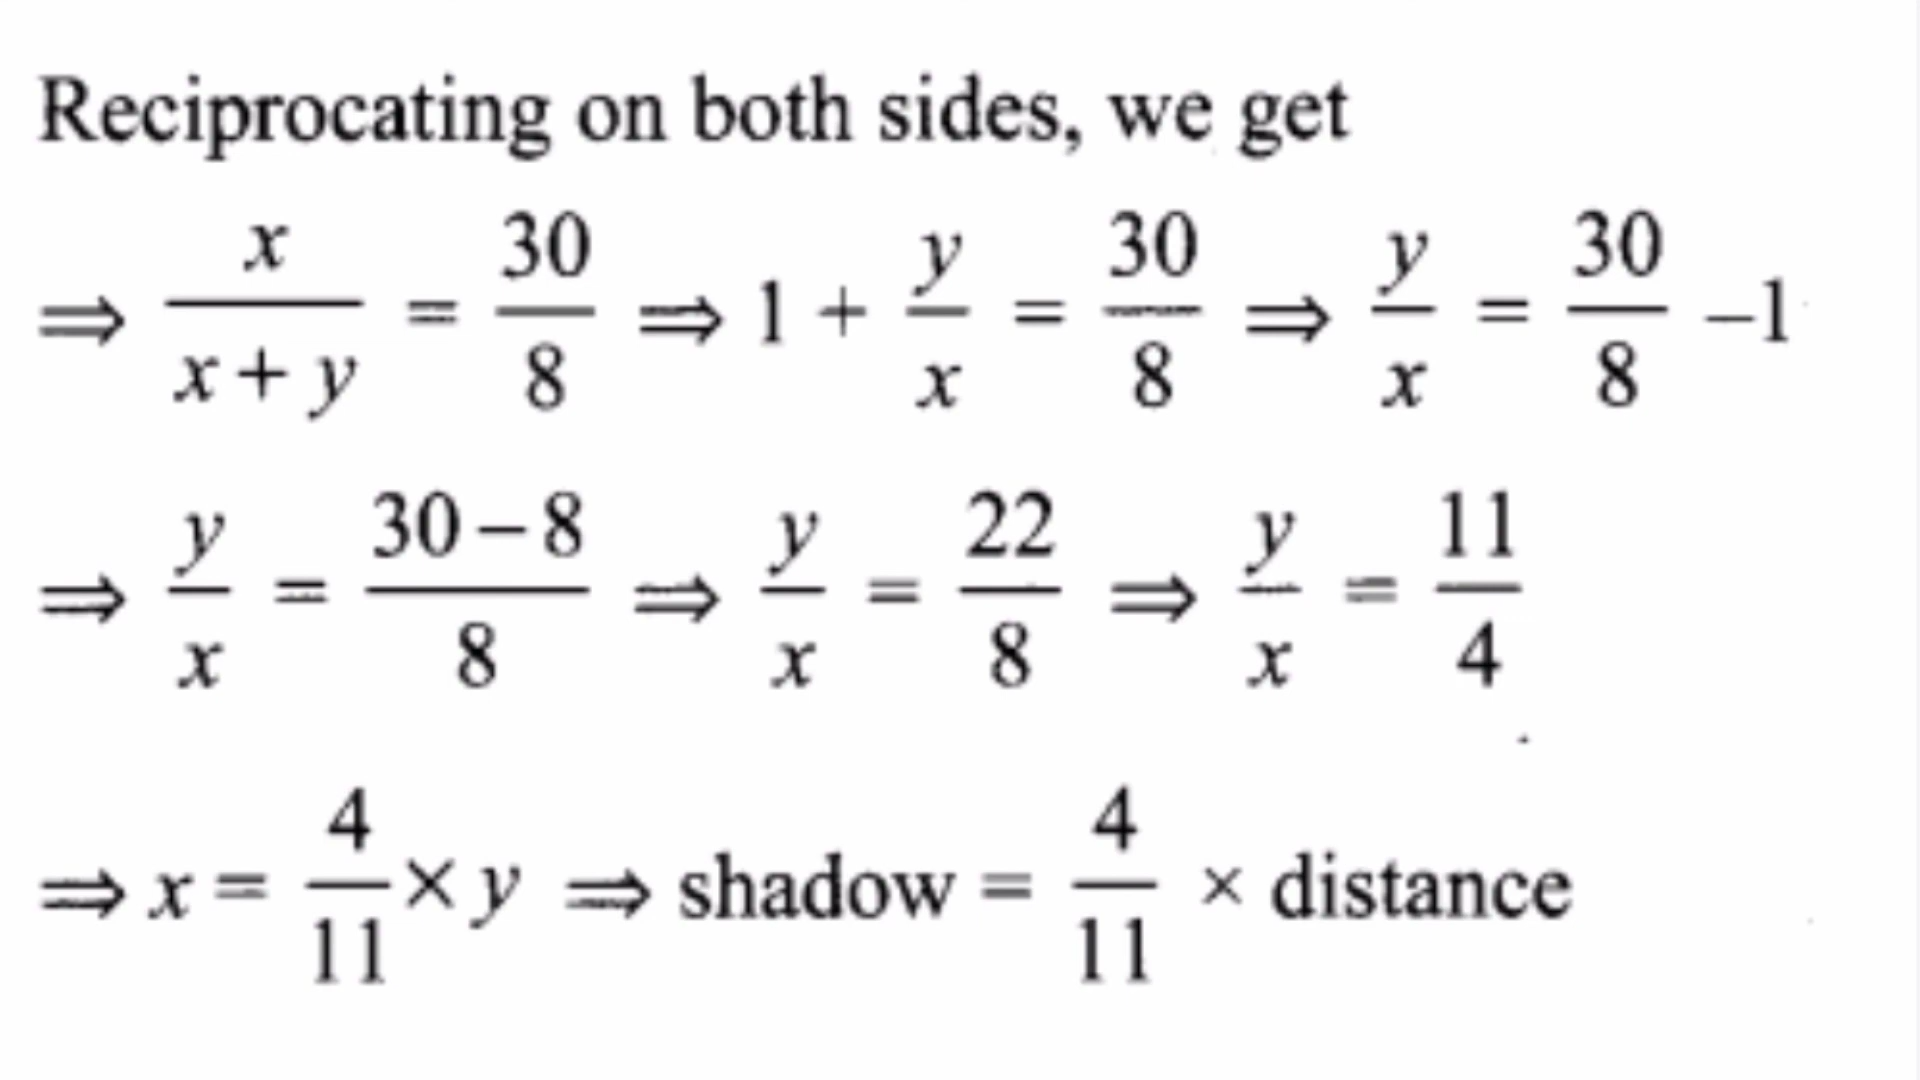 Reciprocating on both sides, we get
⇒ x/(x + y) = 30/8 ⇒ 1 + y/x = 30/8 ⇒ y/x = 30/8 –1
⇒ y/x = (30 – 8)/8 ⇒ y/x = 22/8 ⇒ y/x = 11/4
⇒ x = 4/11 × y ⇒ shadow = 4/11 × distance